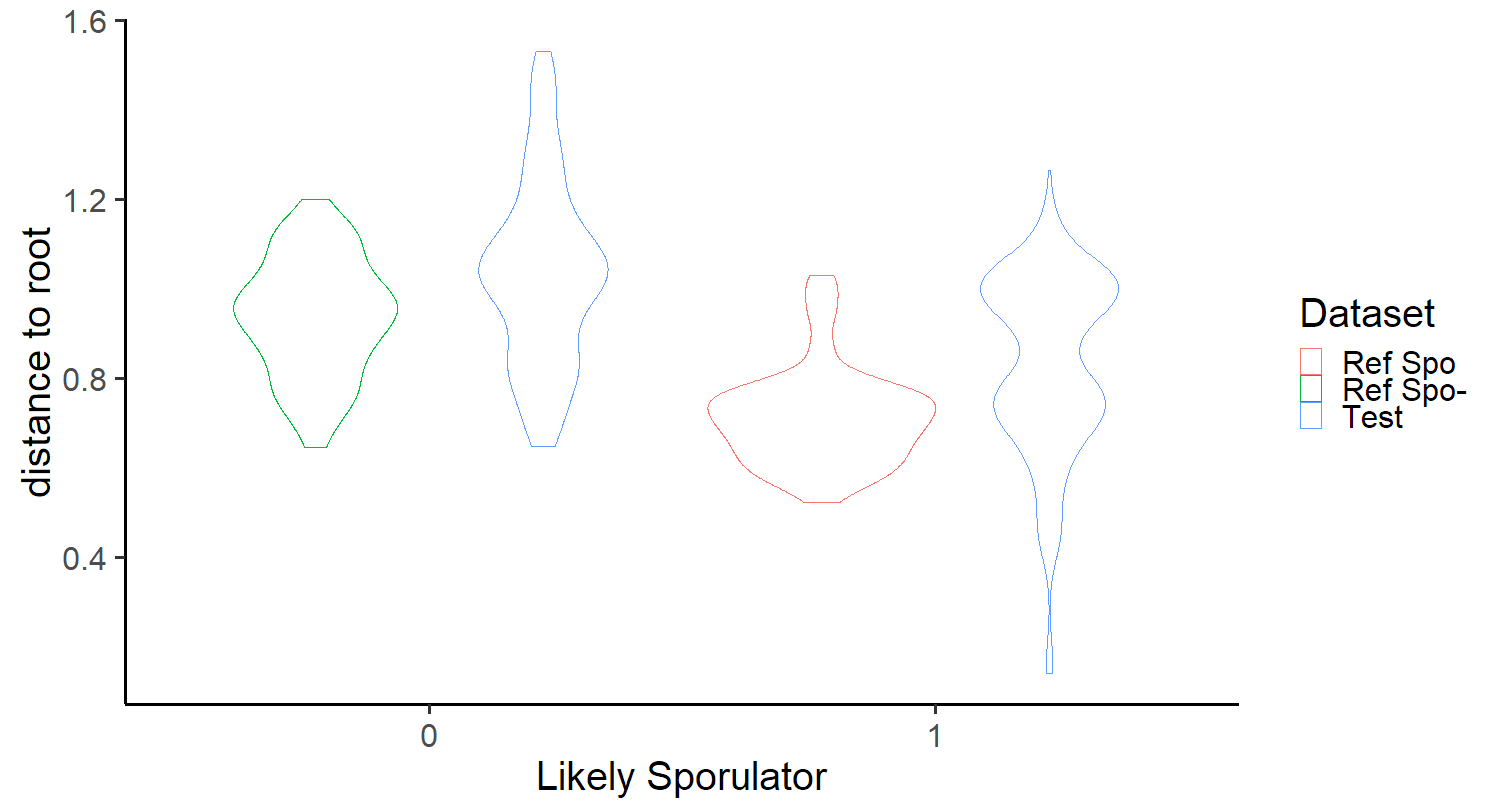 1.6
1.2
0.8
0.4
distance to root
0
1
Likely Sporulator
Dataset
Ref Spo
Ref Spo-
Test